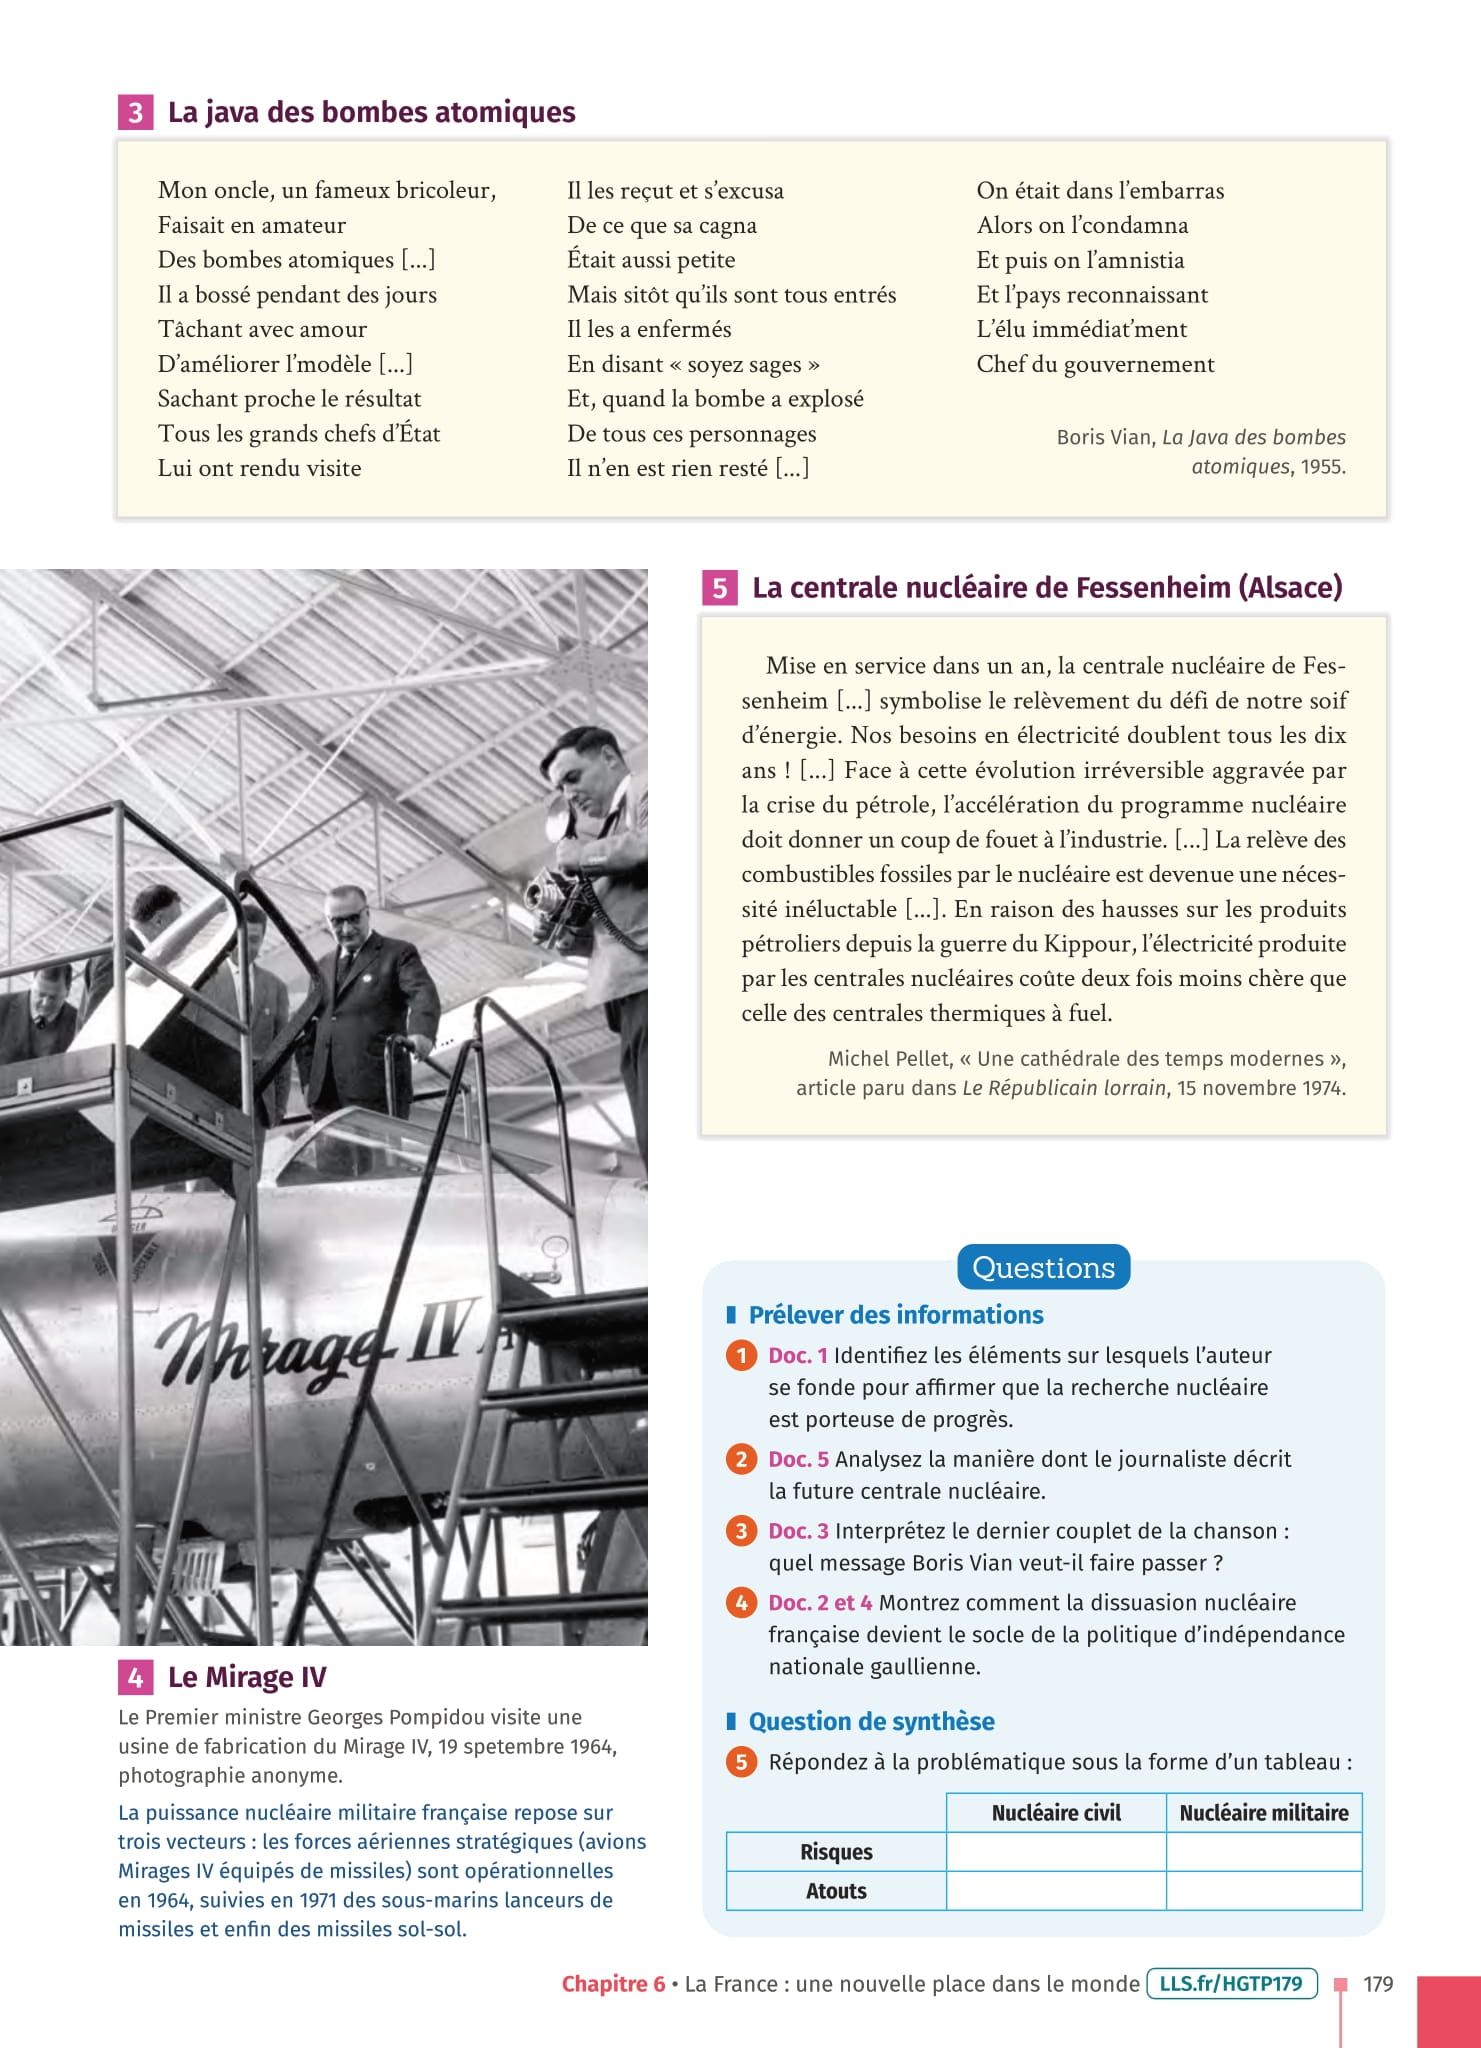 3 La java des bombes atomiques
Mon oncle, un fameux bricoleur,
Faisait en amateur
Des bombes atomiques [...]
Il a bossé pendant des jours
Tâchant avec amour
D’améliorer l’modèle [...]
Sachant proche le résultat
Tous les grands chefs d’État
Lui ont rendu visite
Il les reçut et s’excusa
De ce que sa cagna
Était aussi petite
Mais sitôt qu’ils sont tous entrés
Il les a enfermés
En disant « soyez sages »
Et, quand la bombe a explosé
De tous ces personnages
Il n’en est rien resté [...]
On était dans l’embarras
Alors on l’condamna
Et puis on l’amnistia
Et l’pays reconnaissant
L’élu immédiat’ment
Chef du gouvernement
Boris Vian, La Java des bombes
atomiques, 1955.
Mirage IV A
4 Le Mirage IV
Le Premier ministre Georges Pompidou visite une
usine de fabrication du Mirage IV, 19 spetembre 1964,
photographie anonyme.
La puissance nucléaire militaire française repose sur
trois vecteurs : les forces aériennes stratégiques (avions
Mirages IV équipés de missiles) sont opérationnelles
en 1964, suivies en 1971 des sous-marins lanceurs de
missiles et enfin des missiles sol-sol.
5 La centrale nucléaire de Fessenheim (Alsace)
Mise en service dans un an, la centrale nucléaire de Fes-
senheim [...] symbolise le relèvement du défi de notre soif
d’énergie. Nos besoins en électricité doublent tous les dix
ans ! [...] Face à cette évolution irréversible aggravée par
la crise du pétrole, l’accélération du programme nucléaire
doit donner un coup de fouet à l’industrie. [...] La relève des
combustibles fossiles par le nucléaire est devenue une néces-
sité inéluctable [...]. En raison des hausses sur les produits
pétroliers depuis la guerre du Kippour, l’électricité produite
par les centrales nucléaires coûte deux fois moins chère que
celle des centrales thermiques à fuel.
Michel Pellet, « Une cathédrale des temps modernes »,
article paru dans Le Républicain lorrain, 15 novembre 1974.
Questions
Prélever des informations
1 Doc. 1 Identifiez les éléments sur lesquels l’auteur
se fonde pour affirmer que la recherche nucléaire
est porteuse de progrès.
2 Doc. 5 Analysez la manière dont le journaliste décrit
la future centrale nucléaire.
3 Doc. 3 Interprétez le dernier couplet de la chanson :
quel message Boris Vian veut-il faire passer ?
4 Doc. 2 et 4 Montrez comment la dissuasion nucléaire
française devient le socle de la politique d’indépendance
nationale gaullienne.
Question de synthèse
5 Répondez à la problématique sous la forme d’un tableau :
Nucléaire civil Nucléaire militaire
Risques
Atouts
Chapitre 6 • La France : une nouvelle place dans le monde LLS.fr/HGTP179 179